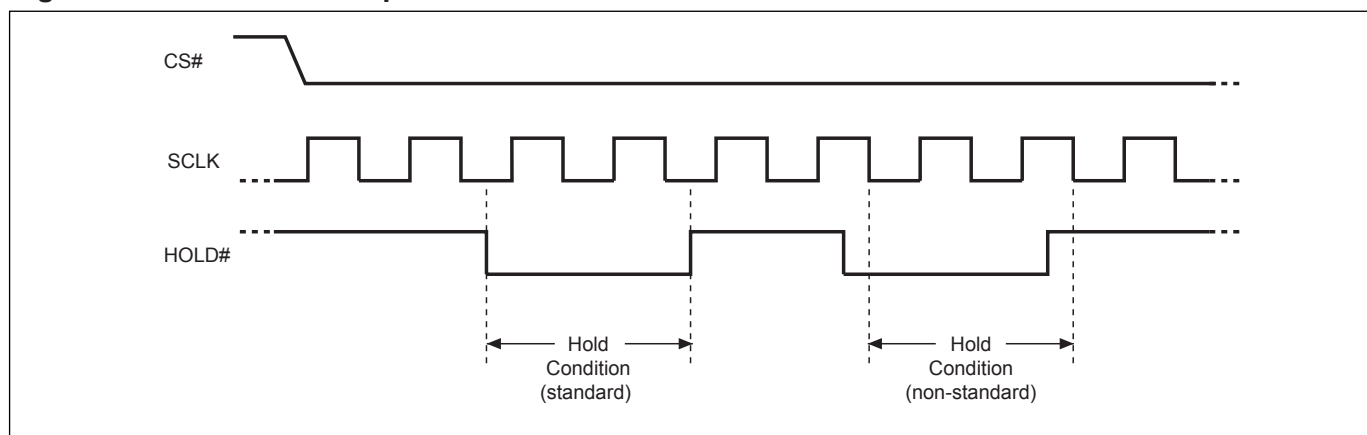 CS#
SCLK
HOLD#
Hold
Condition
(standard)
Hold
Condition
(non-standard)